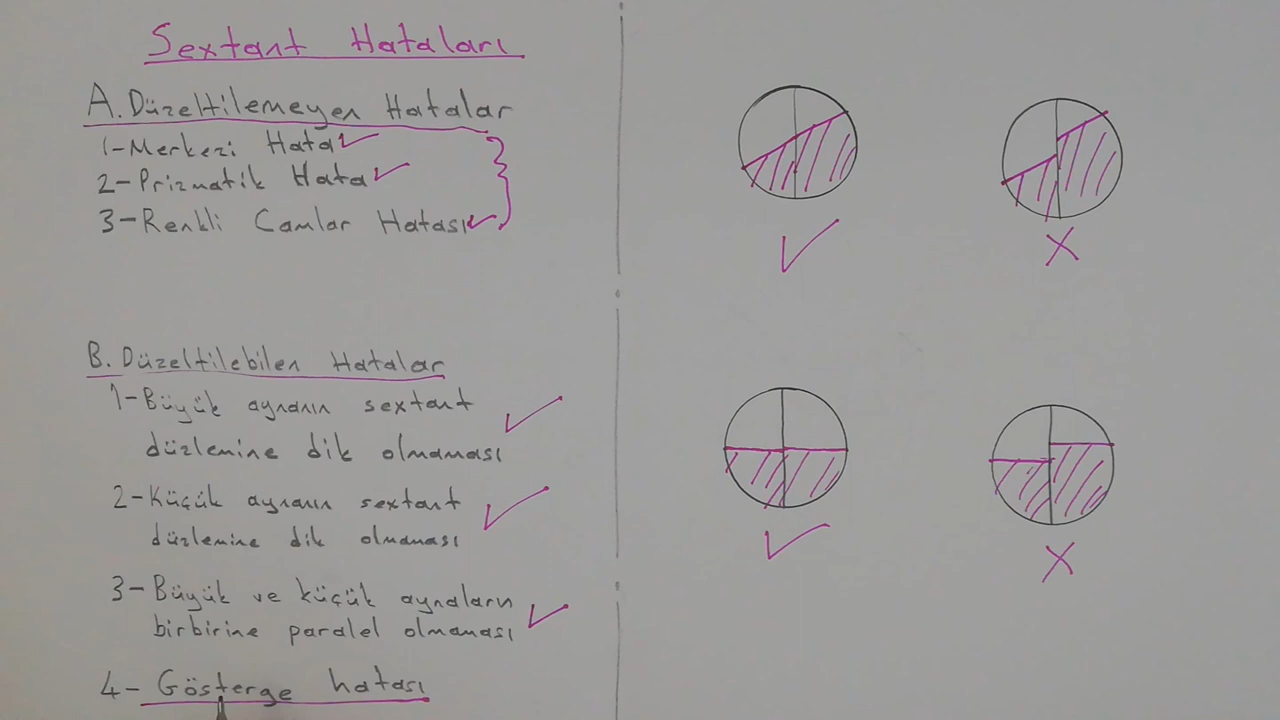 Sextant Hataları
A. Düzeltilemeyen Hatalar
1-Merkezi Hata
2-Prizmatik Hata
3-Renkli Camlar Hatası
B. Düzeltilebilen Hatalar
1-Büyük aynanın sextant
düzlemine dik olmaması
2-Küçük aynanın sextant
düzlemine dik olmaması
3-Büyük ve küçük aynaların
birbirine paralel olmaması
4- Gösterge hatası